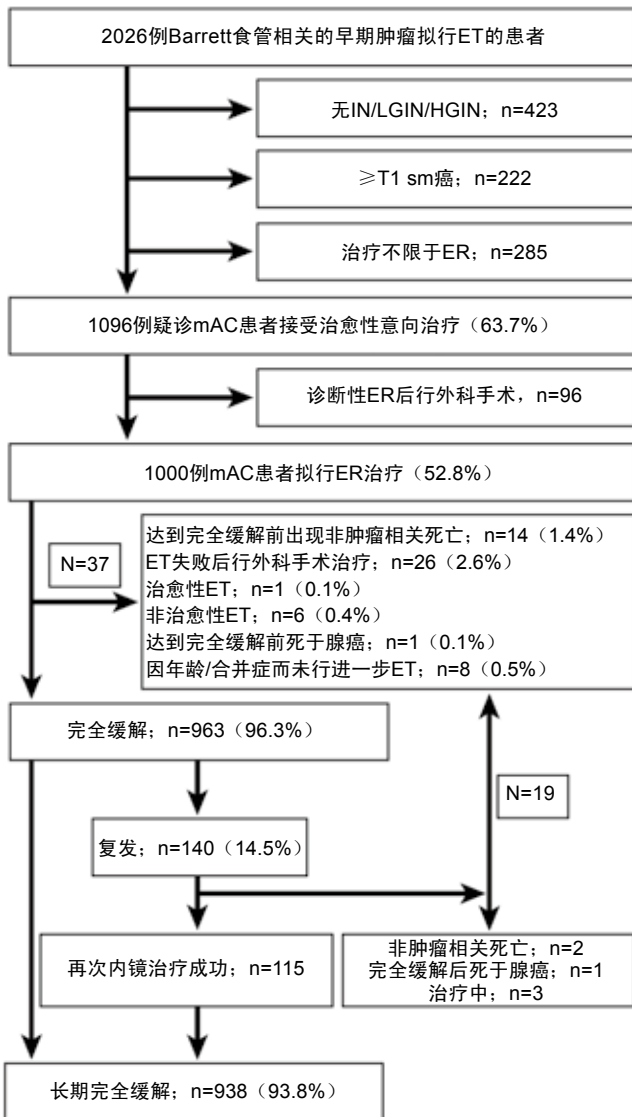 2026例Barrett食管相关的早期肿瘤拟行ET的患者
无IN/LGIN/HGIN；n=423
≥T1 sm癌；n=222
治疗不限于ER；n=285
1096例疑诊mAC患者接受治愈性意向治疗（63.7%）
诊断性ER后行外科手术，n=96
1000例mAC患者拟行ER治疗（52.8%）
N=37
达到完全缓解前出现非肿瘤相关死亡；n=14（1.4%）
ET失败后行外科手术治疗；n=26（2.6%）
治愈性ET；n=1（0.1%）
非治愈性ET；n=6（0.4%）
达到完全缓解前死于腺癌；n=1（0.1%）
因年龄/合并症而未行进一步ET；n=8（0.5%）
完全缓解；n=963（96.3%）
N=19
复发；n=140（14.5%）
再次内镜治疗成功；n=115
非肿瘤相关死亡；n=2
完全缓解后死于腺癌；n=1
治疗中；n=3
长期完全缓解；n=938（93.8%）